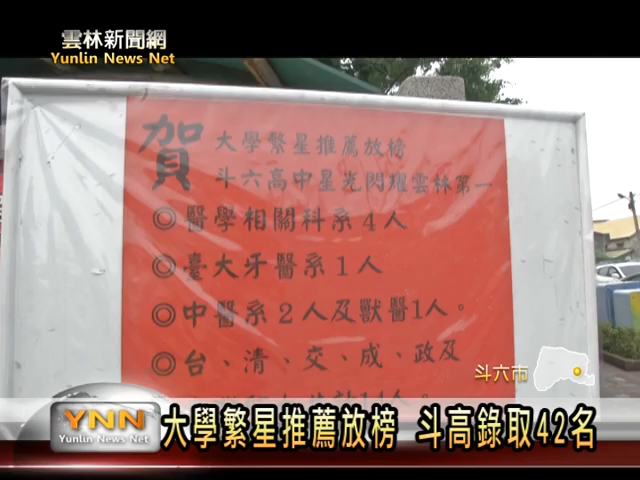 雲林新聞網
Yunlin News Net
賀
大學繁星推薦放榜
斗六高中星光閃耀雲林第一
◎醫學相關科系4人
◎臺大牙醫系1人
◎中醫系2人及獸醫1人。
◎台、清、交、成、政及
斗六市
YNN
Yunlin News Net
大學繁星推薦放榜 斗高錄取42名